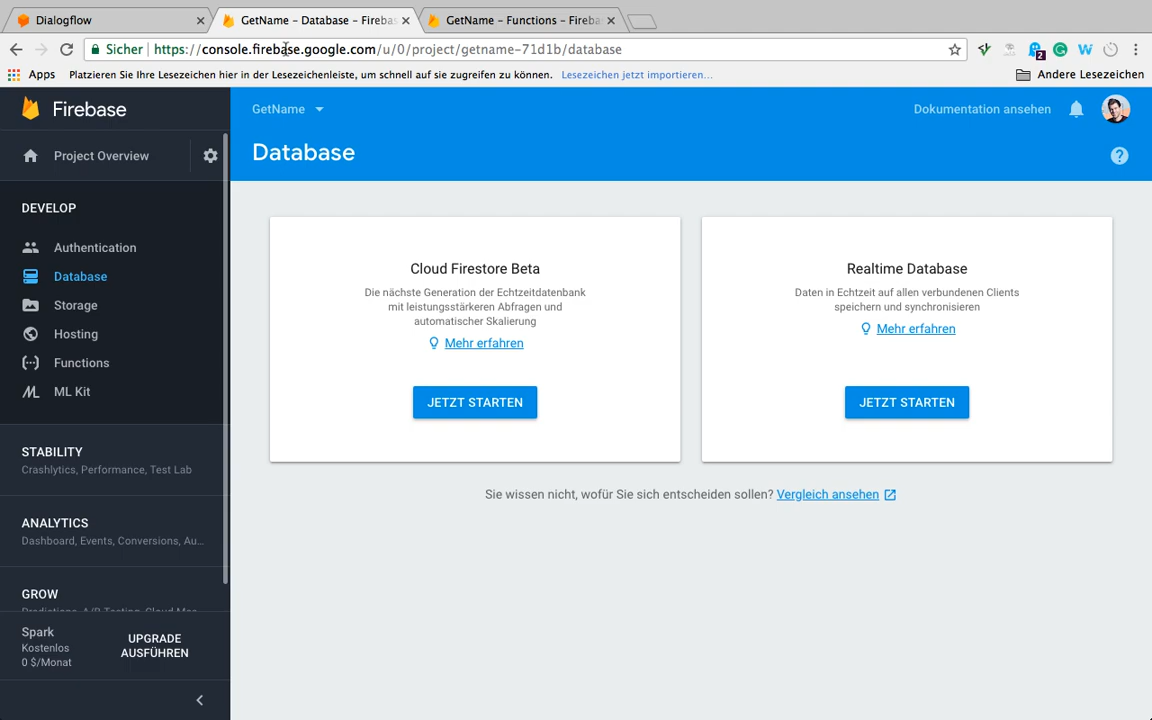 Dialogflow
GetName – Database – Fireba
GetName – Functions – Fireba
Sicher
https://console.firebase.google.com/u/0/project/getname-71d1b/database
2
Apps
Platzieren Sie Ihre Lesezeichen hier in der Lesezeichenleiste, um schnell auf sie zugreifen zu können.
Lesezeichen jetzt importieren...
Andere Lesezeichen
Firebase
GetName
Dokumentation ansehen
Project Overview
Database
DEVELOP
Authentication
Database
Storage
Hosting
Functions
ML Kit
STABILITY
Crashlytics, Performance, Test Lab
ANALYTICS
Dashboard, Events, Conversions, Au...
GROW
Predictions, A/B Testing, Cloud Mes...
Spark
Kostenlos
0 $/Monat
UPGRADE
AUSFÜHREN
Cloud Firestore Beta
Die nächste Generation der Echtzeitdatenbank
mit leistungsstärkeren Abfragen und
automatischer Skalierung
Mehr erfahren
JETZT STARTEN
Realtime Database
Daten in Echtzeit auf allen verbundenen Clients
speichern und synchronisieren
Mehr erfahren
JETZT STARTEN
Sie wissen nicht, wofür Sie sich entscheiden sollen? Vergleich ansehen